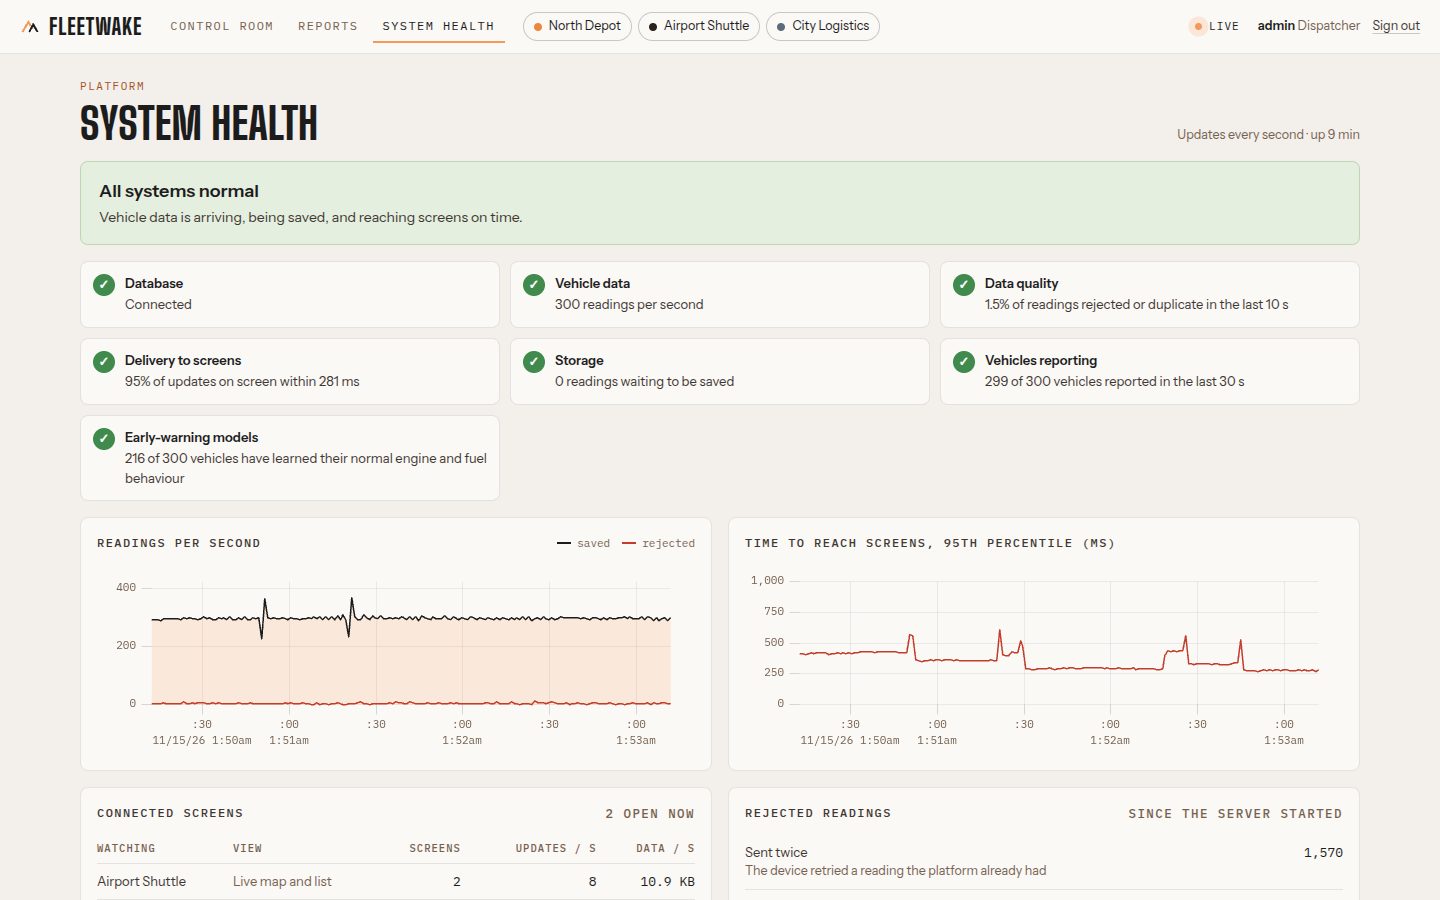 FLEETWAKE CONTROL ROOM REPORTS SYSTEM HEALTH North Depot Airport Shuttle City Logistics LIVE admin Dispatcher Sign out
PLATFORM
SYSTEM HEALTH
Updates every second · up 9 min
All systems normal
Vehicle data is arriving, being saved, and reaching screens on time.
Database
Connected
Vehicle data
300 readings per second
Data quality
1.5% of readings rejected or duplicate in the last 10 s
Delivery to screens
95% of updates on screen within 281 ms
Storage
0 readings waiting to be saved
Vehicles reporting
299 of 300 vehicles reported in the last 30 s
Early-warning models
216 of 300 vehicles have learned their normal engine and fuel
behaviour
READINGS PER SECOND saved rejected
400
200
0
:30 :00 :30 :00 :30 :00
11/15/26 1:50am 1:51am 1:52am 1:53am
TIME TO REACH SCREENS, 95TH PERCENTILE (MS)
1,000
750
500
250
0
:30 :00 :30 :00 :30 :00
11/15/26 1:50am 1:51am 1:52am 1:53am
CONNECTED SCREENS 2 OPEN NOW
WATCHING VIEW SCREENS UPDATES / S DATA / S
Airport Shuttle Live map and list 2 8 10.9 KB
REJECTED READINGS SINCE THE SERVER STARTED
Sent twice 1,570
The device retried a reading the platform already had